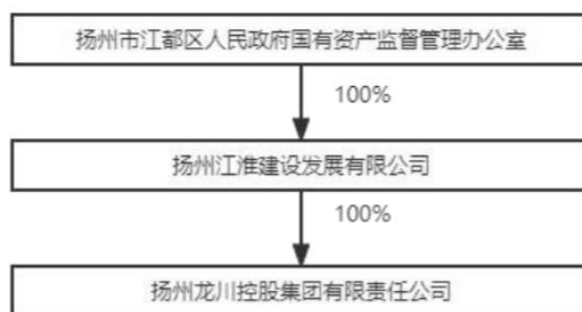 扬州市江都区人民政府国有资产监督管理办公室
100%
扬州江淮建设发展有限公司
100%
扬州龙川控股集团有限责任公司